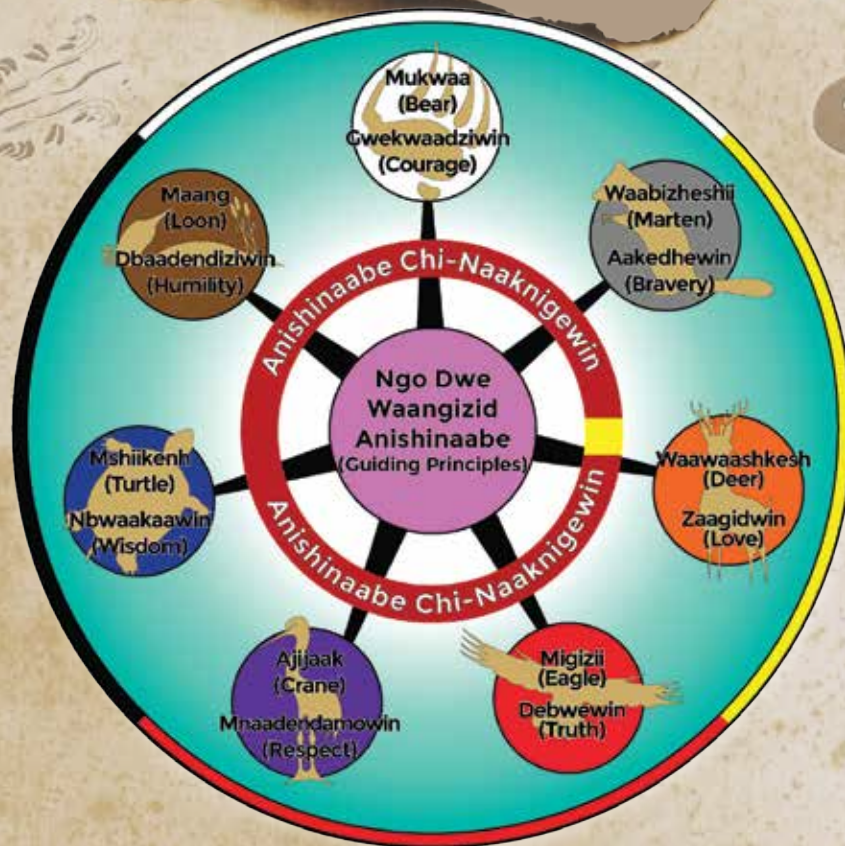 Mukwaa
(Bear)
Gwekwaadziwin
(Courage)
Waabizheshii
(Marten)
Aakedhewin
(Bravery)
Waawaashkesh
(Deer)
Zaagidwin
(Love)
Migizii
(Eagle)
Debwewin
(Truth)
Ajijaak
(Crane)
Mnaadendamowin
(Respect)
Mshiikenh
(Turtle)
Nbwaakaawin
(Wisdom)
Maang
(Loon)
Dbaadendiziwin
(Humility)
Anishinaabe Chi-Naaknigewin
Ngo Dwe
Waangizid
Anishinaabe
(Guiding Principles)
Anishinaabe Chi-Naaknigewin